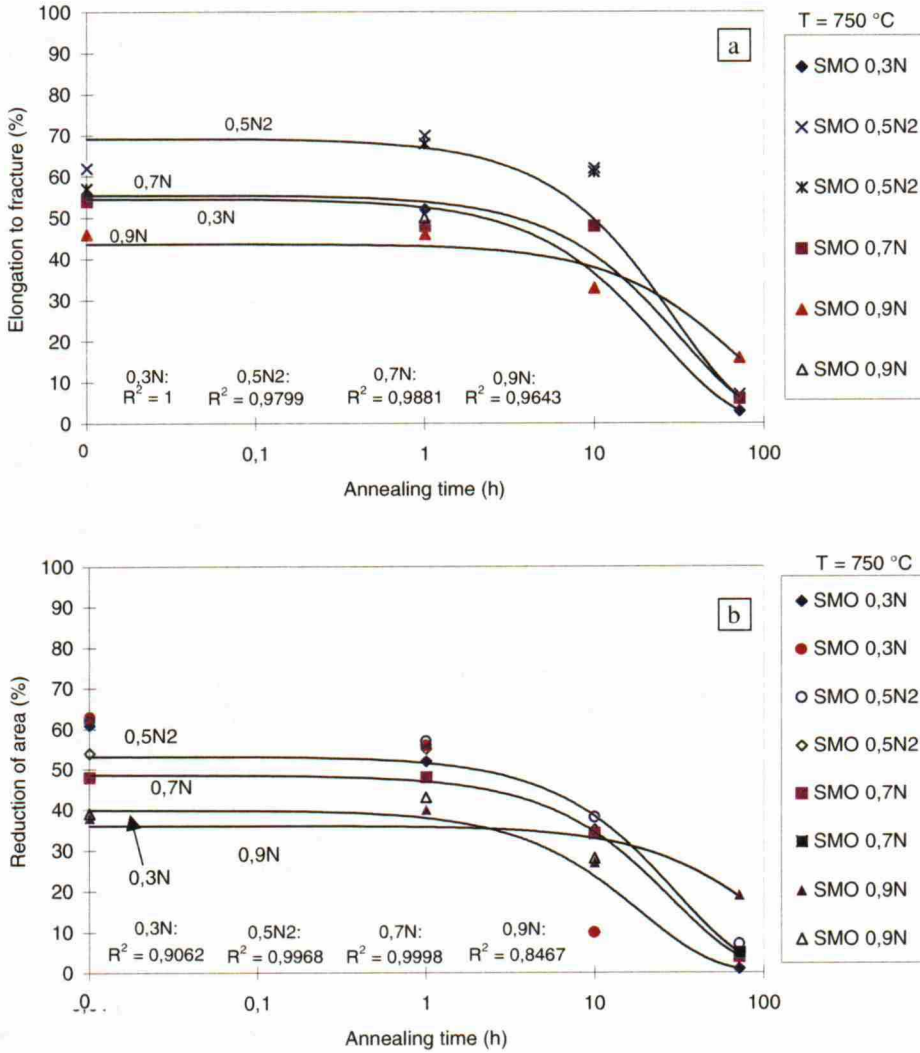 T = 750 °C
a
100
90
80
70
60
50
40
30
20
10
0
Elongation to fracture (%)
0,5N2
0,7N
0,3N
0,9N
0,3N:
R² = 1
0,5N2:
R² = 0,9799
0,7N:
R² = 0,9881
0,9N:
R² = 0,9643
0
0,1
1
10
100
Annealing time (h)
SMO 0,3N
SMO 0,5N2
SMO 0,5N2
SMO 0,7N
SMO 0,9N
SMO 0,9N
T = 750 °C
b
100
90
80
70
60
50
40
30
20
10
0
Reduction of area (%)
0,5N2
0,7N
0,3N
0,9N
0,3N:
R² = 0,9062
0,5N2:
R² = 0,9968
0,7N:
R² = 0,9998
0,9N:
R² = 0,8467
0
0,1
1
10
100
Annealing time (h)
SMO 0,3N
SMO 0,3N
SMO 0,5N2
SMO 0,5N2
SMO 0,7N
SMO 0,7N
SMO 0,9N
SMO 0,9N